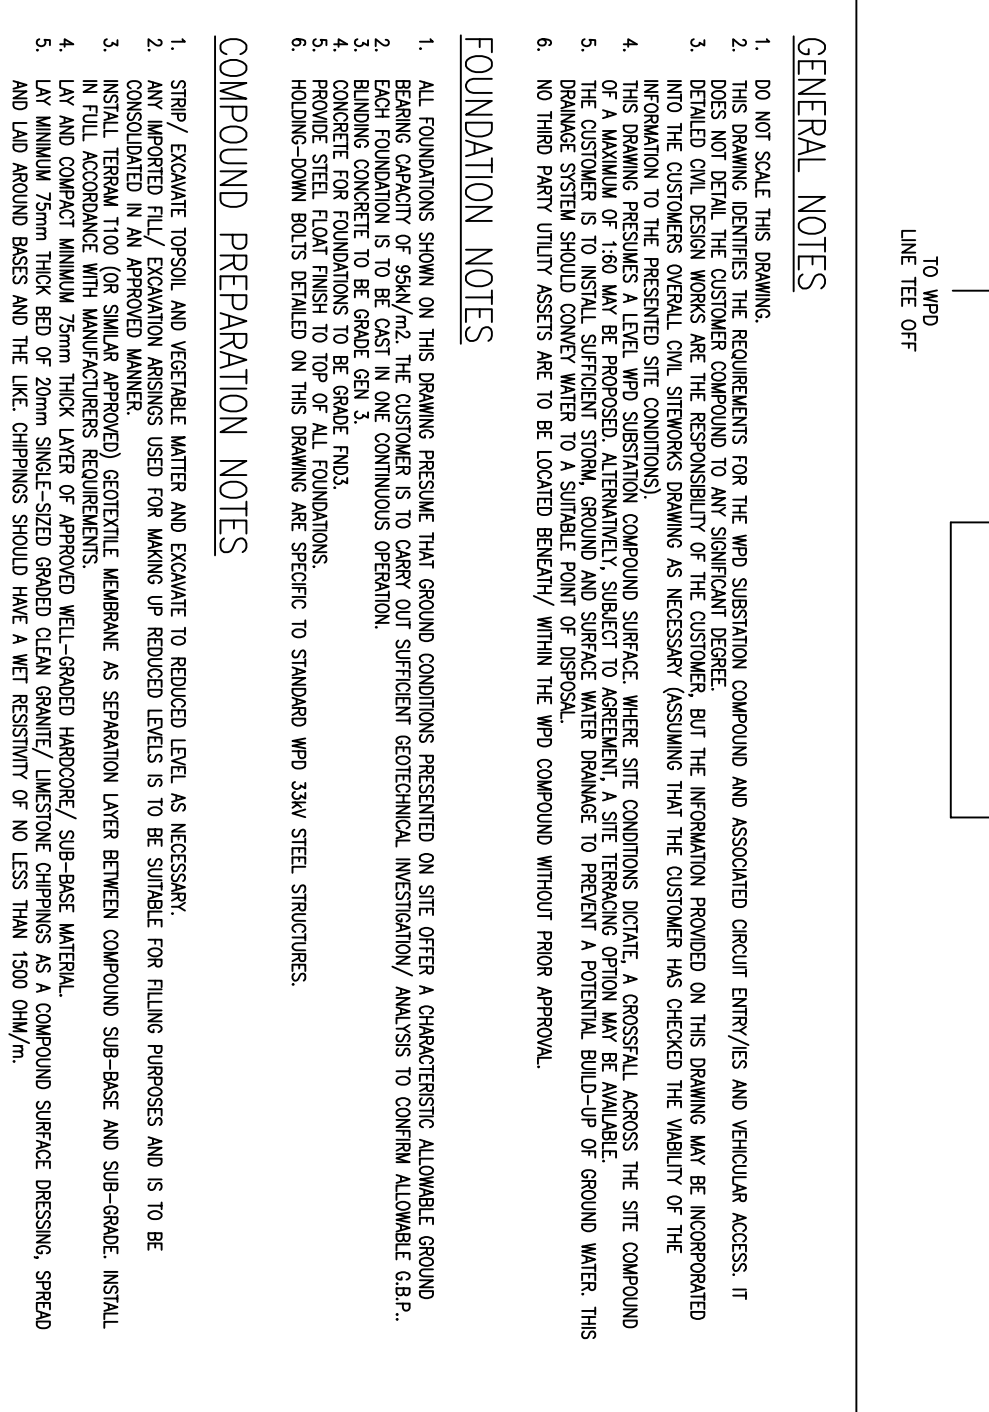 TO WPD
LINE TEE OFF
GENERAL NOTES
1. DO NOT SCALE THIS DRAWING.
2. THIS DRAWING IDENTIFIES THE REQUIREMENTS FOR THE WPD SUBSTATION COMPOUND AND ASSOCIATED CIRCUIT ENTRY/IES AND VEHICULAR ACCESS. IT
DOES NOT DETAIL THE CUSTOMER COMPOUND TO ANY SIGNIFICANT DEGREE.
3. DETAILED CIVIL DESIGN WORKS ARE THE RESPONSIBILITY OF THE CUSTOMER, BUT THE INFORMATION PROVIDED ON THIS DRAWING MAY BE INCORPORATED
INTO THE CUSTOMERS OVERALL CIVIL SITEWORKS DRAWING AS NECESSARY (ASSUMING THAT THE CUSTOMER HAS CHECKED THE VIABILITY OF THE
INFORMATION TO THE PRESENTED SITE CONDITIONS).
4. THIS DRAWING PRESUMES A LEVEL WPD SUBSTATION COMPOUND SURFACE. WHERE SITE CONDITIONS DICTATE, A CROSSFALL ACROSS THE SITE COMPOUND
OF A MAXIMUM OF 1:60 MAY BE PROPOSED. ALTERNATIVELY, SUBJECT TO AGREEMENT, A SITE TERRACING OPTION MAY BE AVAILABLE.
5. THE CUSTOMER IS TO INSTALL SUFFICIENT STORM, GROUND AND SURFACE WATER DRAINAGE TO PREVENT A POTENTIAL BUILD-UP OF GROUND WATER. THIS
DRAINAGE SYSTEM SHOULD CONVEY WATER TO A SUITABLE POINT OF DISPOSAL.
6. NO THIRD PARTY UTILITY ASSETS ARE TO BE LOCATED BENEATH/ WITHIN THE WPD COMPOUND WITHOUT PRIOR APPROVAL.
FOUNDATION NOTES
1. ALL FOUNDATIONS SHOWN ON THIS DRAWING PRESUME THAT GROUND CONDITIONS PRESENTED ON SITE OFFER A CHARACTERISTIC ALLOWABLE GROUND
BEARING CAPACITY OF 95kN/m2. THE CUSTOMER IS TO CARRY OUT SUFFICIENT GEOTECHNICAL INVESTIGATION/ ANALYSIS TO CONFIRM ALLOWABLE G.B.P..
2 EACH FOUNDATION IS TO BE CAST IN ONE CONTINUOUS OPERATION.
3. BLINDING CONCRETE TO BE GRADE GEN 3.
4. CONCRETE FOR FOUNDATIONS TO BE GRADE FND3.
5. PROVIDE STEEL FLOAT FINISH TO TOP OF ALL FOUNDATIONS.
6. HOLDING-DOWN BOLTS DETAILED ON THIS DRAWING ARE SPECIFIC TO STANDARD WPD 33kV STEEL STRUCTURES.
COMPOUND PREPARATION NOTES
1. STRIP/ EXCAVATE TOPSOIL AND VEGETABLE MATTER AND EXCAVATE TO REDUCED LEVEL AS NECESSARY.
2. ANY IMPORTED FILL/ EXCAVATION ARISINGS USED FOR MAKING UP REDUCED LEVELS IS TO BE SUITABLE FOR FILLING PURPOSES AND IS TO BE
CONSOLIDATED IN AN APPROVED MANNER.
3. INSTALL TERRAM T100 (OR SIMILAR APPROVED) GEOTEXTILE MEMBRANE AS SEPARATION LAYER BETWEEN COMPOUND SUB-BASE AND SUB-GRADE. INSTALL
IN FULL ACCORDANCE WITH MANUFACTURERS REQUIREMENTS.
4. LAY AND COMPACT MINIMUM 75mm THICK LAYER OF APPROVED WELL-GRADED HARDCORE/ SUB-BASE MATERIAL.
5. LAY MINIMUM 75mm THICK BED OF 20mm SINGLE-SIZED GRADED CLEAN GRANITE/ LIMESTONE CHIPPINGS AS A COMPOUND SURFACE DRESSING, SPREAD
AND LAID AROUND BASES AND THE LIKE. CHIPPINGS SHOULD HAVE A WET RESISTIVITY OF NO LESS THAN 1500 OHM/m.